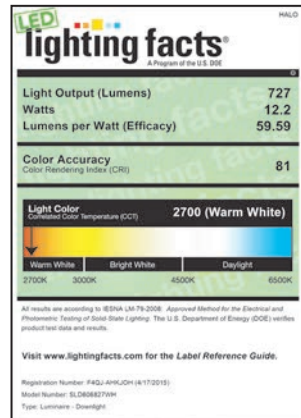 HALO
LED
lighting facts®
A Program of the U.S. DOE
Light Output (Lumens) 727
Watts 12.2
Lumens per Watt (Efficacy) 59.59
Color Accuracy
Color Rendering Index (CRI) 81
Light Color
Correlated Color Temperature (CCT) 2700 (Warm White)
Warm White Bright White Daylight
2700K 3000K 4500K 6500K
All results are according to IESNA LM-79-2008: Approved Method for the Electrical and
Photometric Testing of Solid-State Lighting. The U.S. Department of Energy (DOE) verifies
product test data and results.
Visit www.lightingfacts.com for the Label Reference Guide.
Registration Number: F4GJ-AHKJOH (4/17/2015)
Model Number: SLD606827WH
Type: Luminaire - Downlight